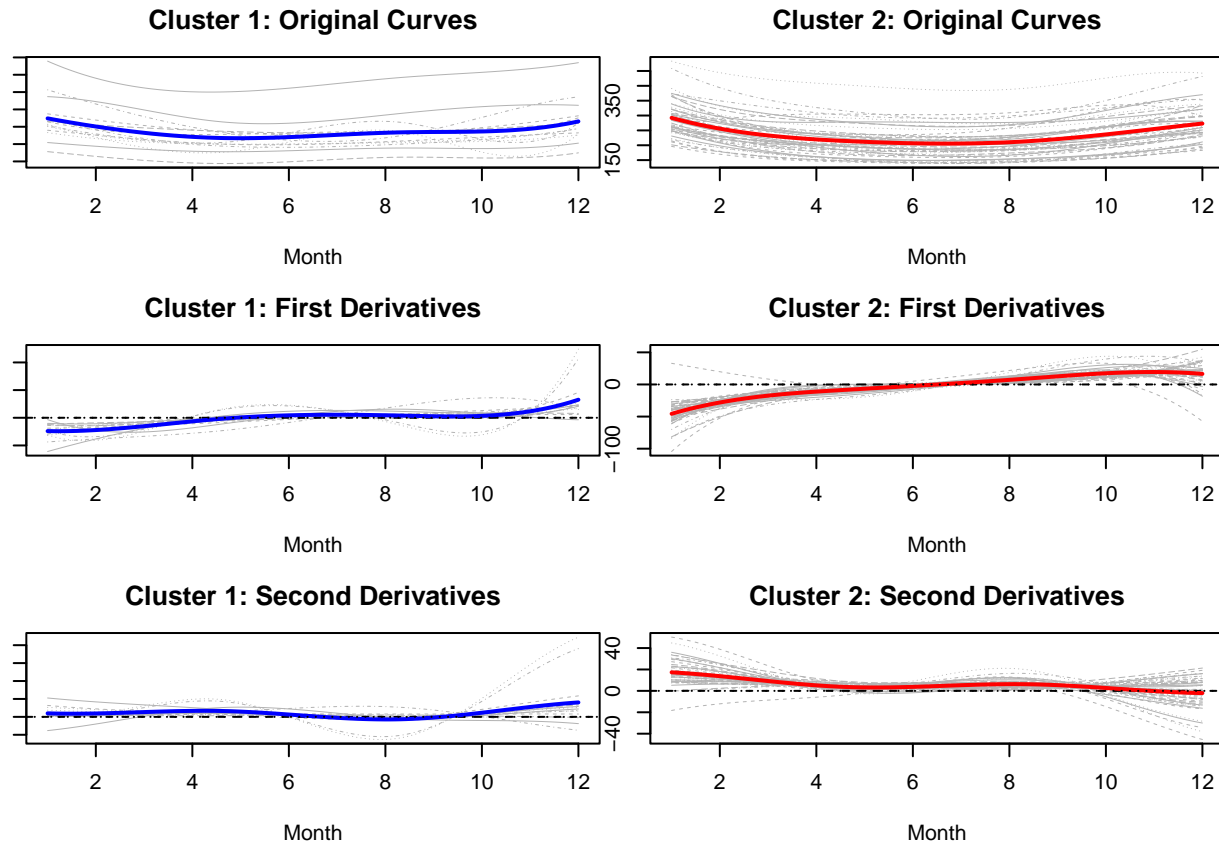 Cluster 1: Original Curves
2 4 6 8 10 12
Month
Cluster 2: Original Curves
150 350
2 4 6 8 10 12
Month
Cluster 1: First Derivatives
2 4 6 8 10 12
Month
Cluster 2: First Derivatives
−100 0
2 4 6 8 10 12
Month
Cluster 1: Second Derivatives
2 4 6 8 10 12
Month
Cluster 2: Second Derivatives
−40 0 40
2 4 6 8 10 12
Month